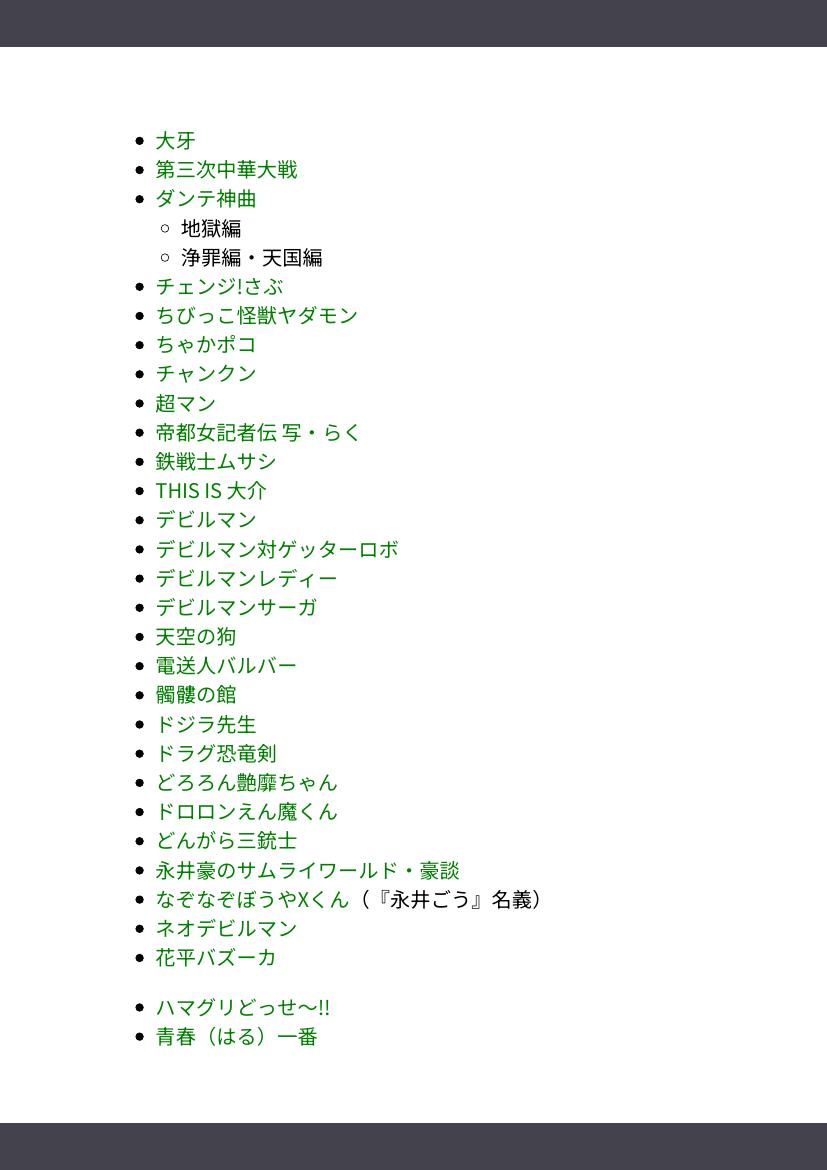 大牙
第三次中華大戦
ダンテ神曲
地獄編
浄罪編・天国編
チェンジ!さぶ
ちびっこ怪獣ヤダモン
ちゃかポコ
チャンクン
超マン
帝都女記者伝 写・らく
鉄戦士ムサシ
THIS IS 大介
デビルマン
デビルマン対ゲッターロボ
デビルマンレディー
デビルマンサーガ
天空の狗
電送人バルバー
髑髏の館
ドジラ先生
ドラグ恐竜剣
どろろん艶靡ちゃん
ドロロンえん魔くん
どんがら三銃士
永井豪のサムライワールド・豪談
なぞなぞぼうやXくん（『永井ごう』名義）
ネオデビルマン
花平バズーカ
ハマグリどっせ〜!!
青春（はる）一番